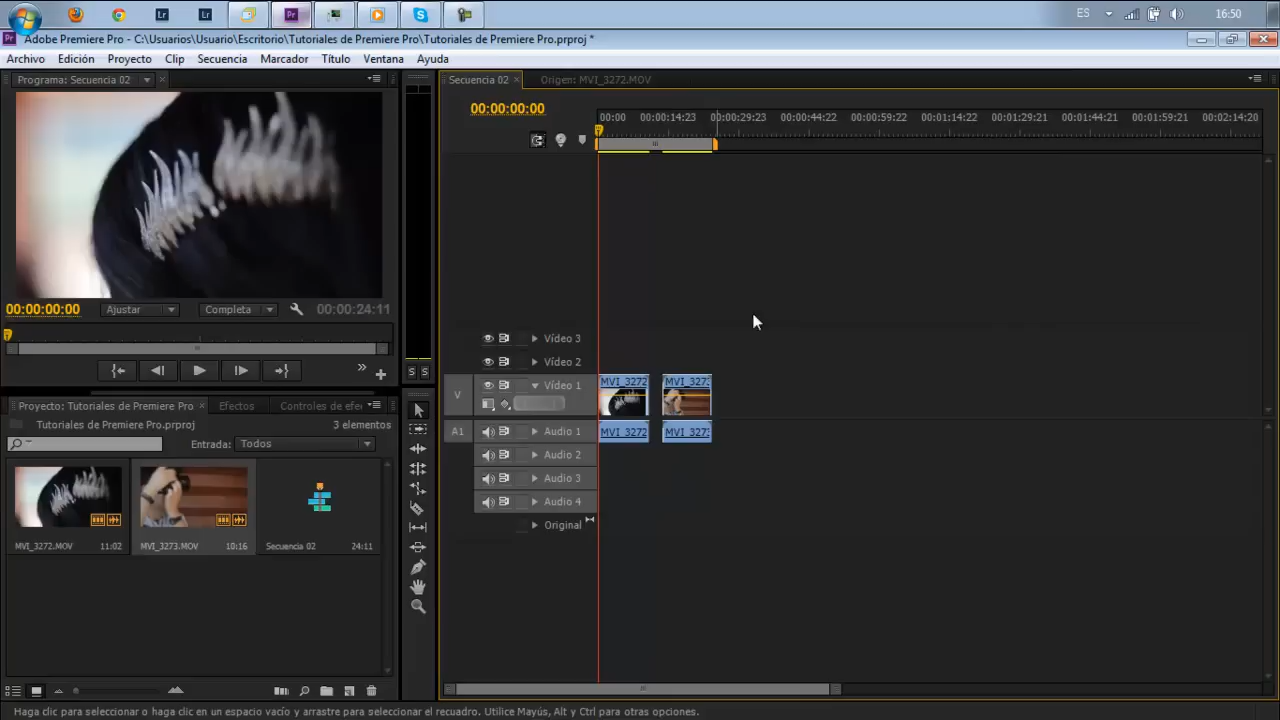 ES 16:50
Adobe Premiere Pro - C:\Usuarios\Usuario\Escritorio\Tutoriales de Premiere Pro\Tutoriales de Premiere Pro.prproj *
Archivo Edición Proyecto Clip Secuencia Marcador Título Ventana Ayuda
Programa: Secuencia 02
00:00:00:00 Ajustar Completa 00:00:24:11
S S
Proyecto: Tutoriales de Premiere Pro Efectos Controles de efe
Tutoriales de Premiere Pro.prproj 3 elementos
Entrada: Todos
MVI_3272.MOV 11:02 MVI_3273.MOV 10:16 Secuencia 02 24:11
Secuencia 02 Origen: MVI_3272.MOV
00:00:00:00
00:00 00:00:14:23 00:00:29:23 00:00:44:22 00:00:59:22 00:01:14:22 00:01:29:21 00:01:44:21 00:01:59:21 00:02:14:20
Vídeo 3
Vídeo 2
V Vídeo 1 MVI_3272 MVI_327
A1 Audio 1 MVI_3272 MVI_327
Audio 2
Audio 3
Audio 4
Original
Haga clic para seleccionar o haga clic en un espacio vacío y arrastre para seleccionar el recuadro. Utilice Mayús, Alt y Ctrl para otras opciones.